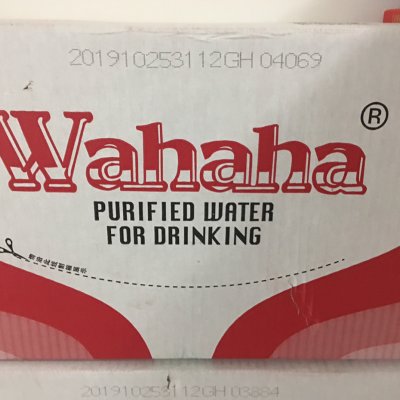 201910253112GH 04069
Wahaha®
PURIFIED WATER
FOR DRINKING
201910253112GH 03884